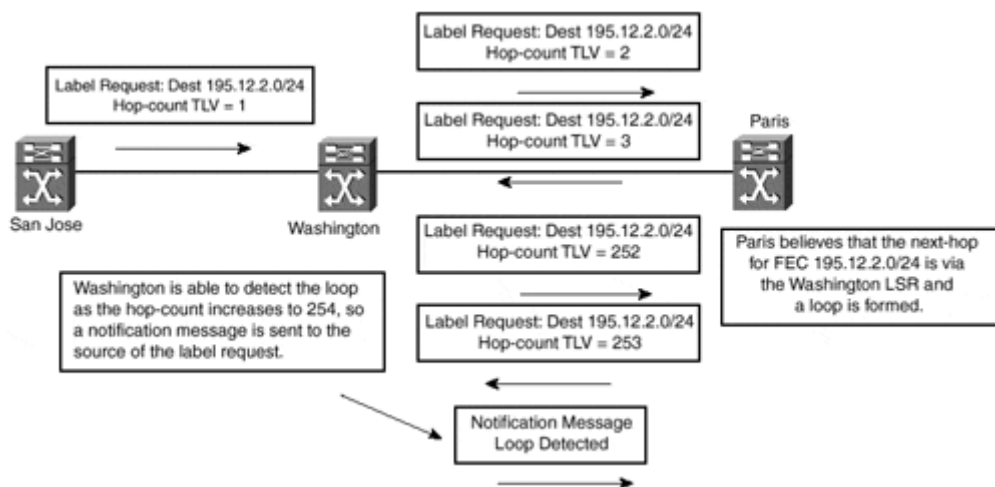 Label Request: Dest 195.12.2.0/24
Hop-count TLV = 2
Label Request: Dest 195.12.2.0/24
Hop-count TLV = 1
Label Request: Dest 195.12.2.0/24
Hop-count TLV = 3
Paris
San Jose
Washington
Label Request: Dest 195.12.2.0/24
Hop-count TLV = 252
Paris believes that the next-hop
for FEC 195.12.2.0/24 is via
the Washington LSR and
a loop is formed.
Washington is able to detect the loop
as the hop-count increases to 254, so
a notification message is sent to the
source of the label request.
Label Request: Dest 195.12.2.0/24
Hop-count TLV = 253
Notification Message
Loop Detected